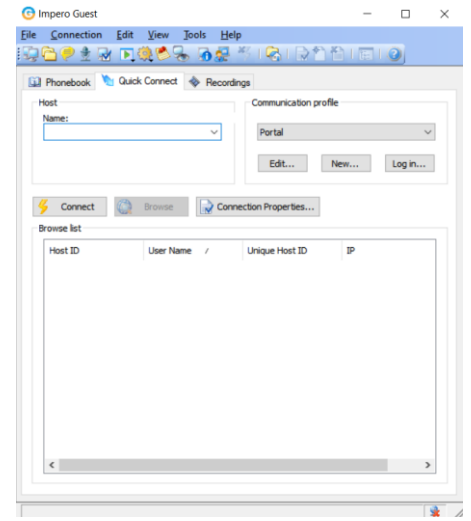 Impero Guest
File Connection Edit View Tools Help
Phonebook Quick Connect Recordings
Host
Name:
Communication profile
Portal
Edit... New... Log in...
Connect Browse Connection Properties...
Browse list
Host ID User Name / Unique Host ID IP